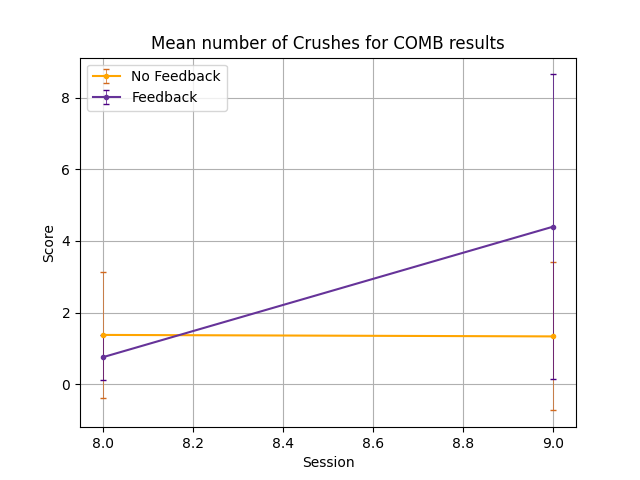 Mean number of Crushes for COMB results
No Feedback
Feedback
8
6
4
2
0
Score
8.0 8.2 8.4 8.6 8.8 9.0
Session